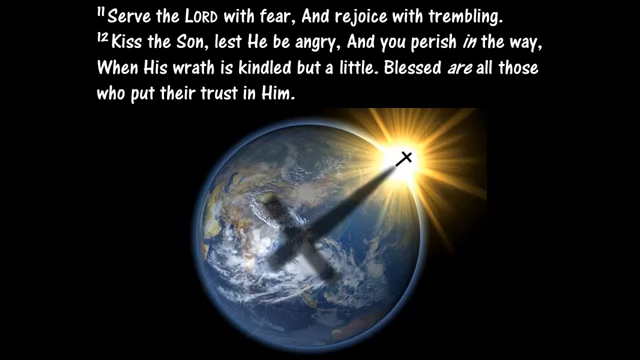 11 Serve the LORD with fear, And rejoice with trembling.
12 Kiss the Son, lest He be angry, And you perish in the way,
When His wrath is kindled but a little. Blessed are all those
who put their trust in Him.